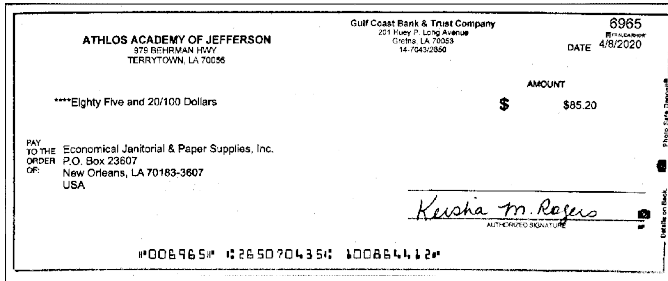 6965
Gulf Coast Bank & Trust Company
201 Huey P. Long Avenue
Gretna, LA 70053
14-7043/2650
ATHLOS ACADEMY OF JEFFERSON
979 BEHRMAN HWY
TERRYTOWN, LA 70056
DATE 4/8/2020
AMOUNT
****Eighty Five and 20/100 Dollars
$ $85.20
PAY
TO THE
ORDER
OF:
Economical Janitorial & Paper Supplies, Inc.
P.O. Box 23607
New Orleans, LA 70183-3607
USA
Keisha M. Rogers
AUTHORIZED SIGNATURE
Details on Back.
⑈006965⑈ ⑆265070435⑆ 100864412⑈